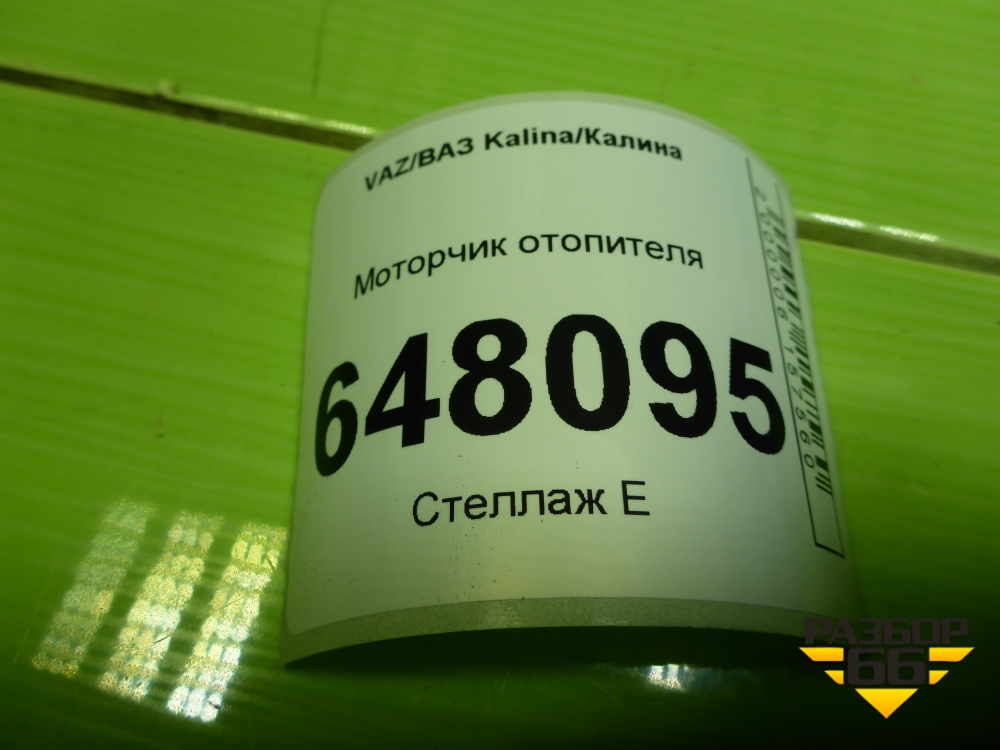 VAZ/ВАЗ Kalina/Калина
Моторчик отопителя
648095
Стеллаж Е
РАЗБОР
66